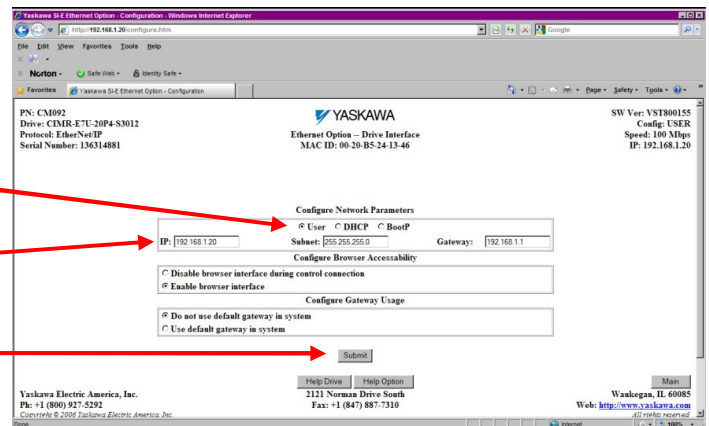 Yaskawa SI-E Ethernet Option - Configuration - Windows Internet Explorer
http://192.168.1.20/configure.htm
Google
File Edit View Favorites Tools Help
Norton - Safe Web - Identity Safe -
Favorites Yaskawa SI-E Ethernet Option - Configuration Page - Safety - Tools -
PN: CM092
Drive: CIMR-E7U-20P4-S3012
Protocol: EtherNet/IP
Serial Number: 136314881
YASKAWA
Ethernet Option -- Drive Interface
MAC ID: 00-20-B5-24-13-46
SW Ver: VST800155
Config: USER
Speed: 100 Mbps
IP: 192.168.1.20
Configure Network Parameters
User DHCP BootP
IP: 192.168.1.20 Subnet: 255.255.255.0 Gateway: 192.168.1.1
Configure Browser Accessability
Disable browser interface during control connection
Enable browser interface
Configure Gateway Usage
Do not use default gateway in system
Use default gateway in system
Submit
Help Drive Help Option Main
Yaskawa Electric America, Inc. 2121 Norman Drive South Waukegan, IL 60085
Ph: +1 (800) 927-5292 Fax: +1 (847) 887-7310 Web: http://www.yaskawa.com
Copyright © 2006 Yaskawa Electric America, Inc. All rights reserved
Done Internet 100%